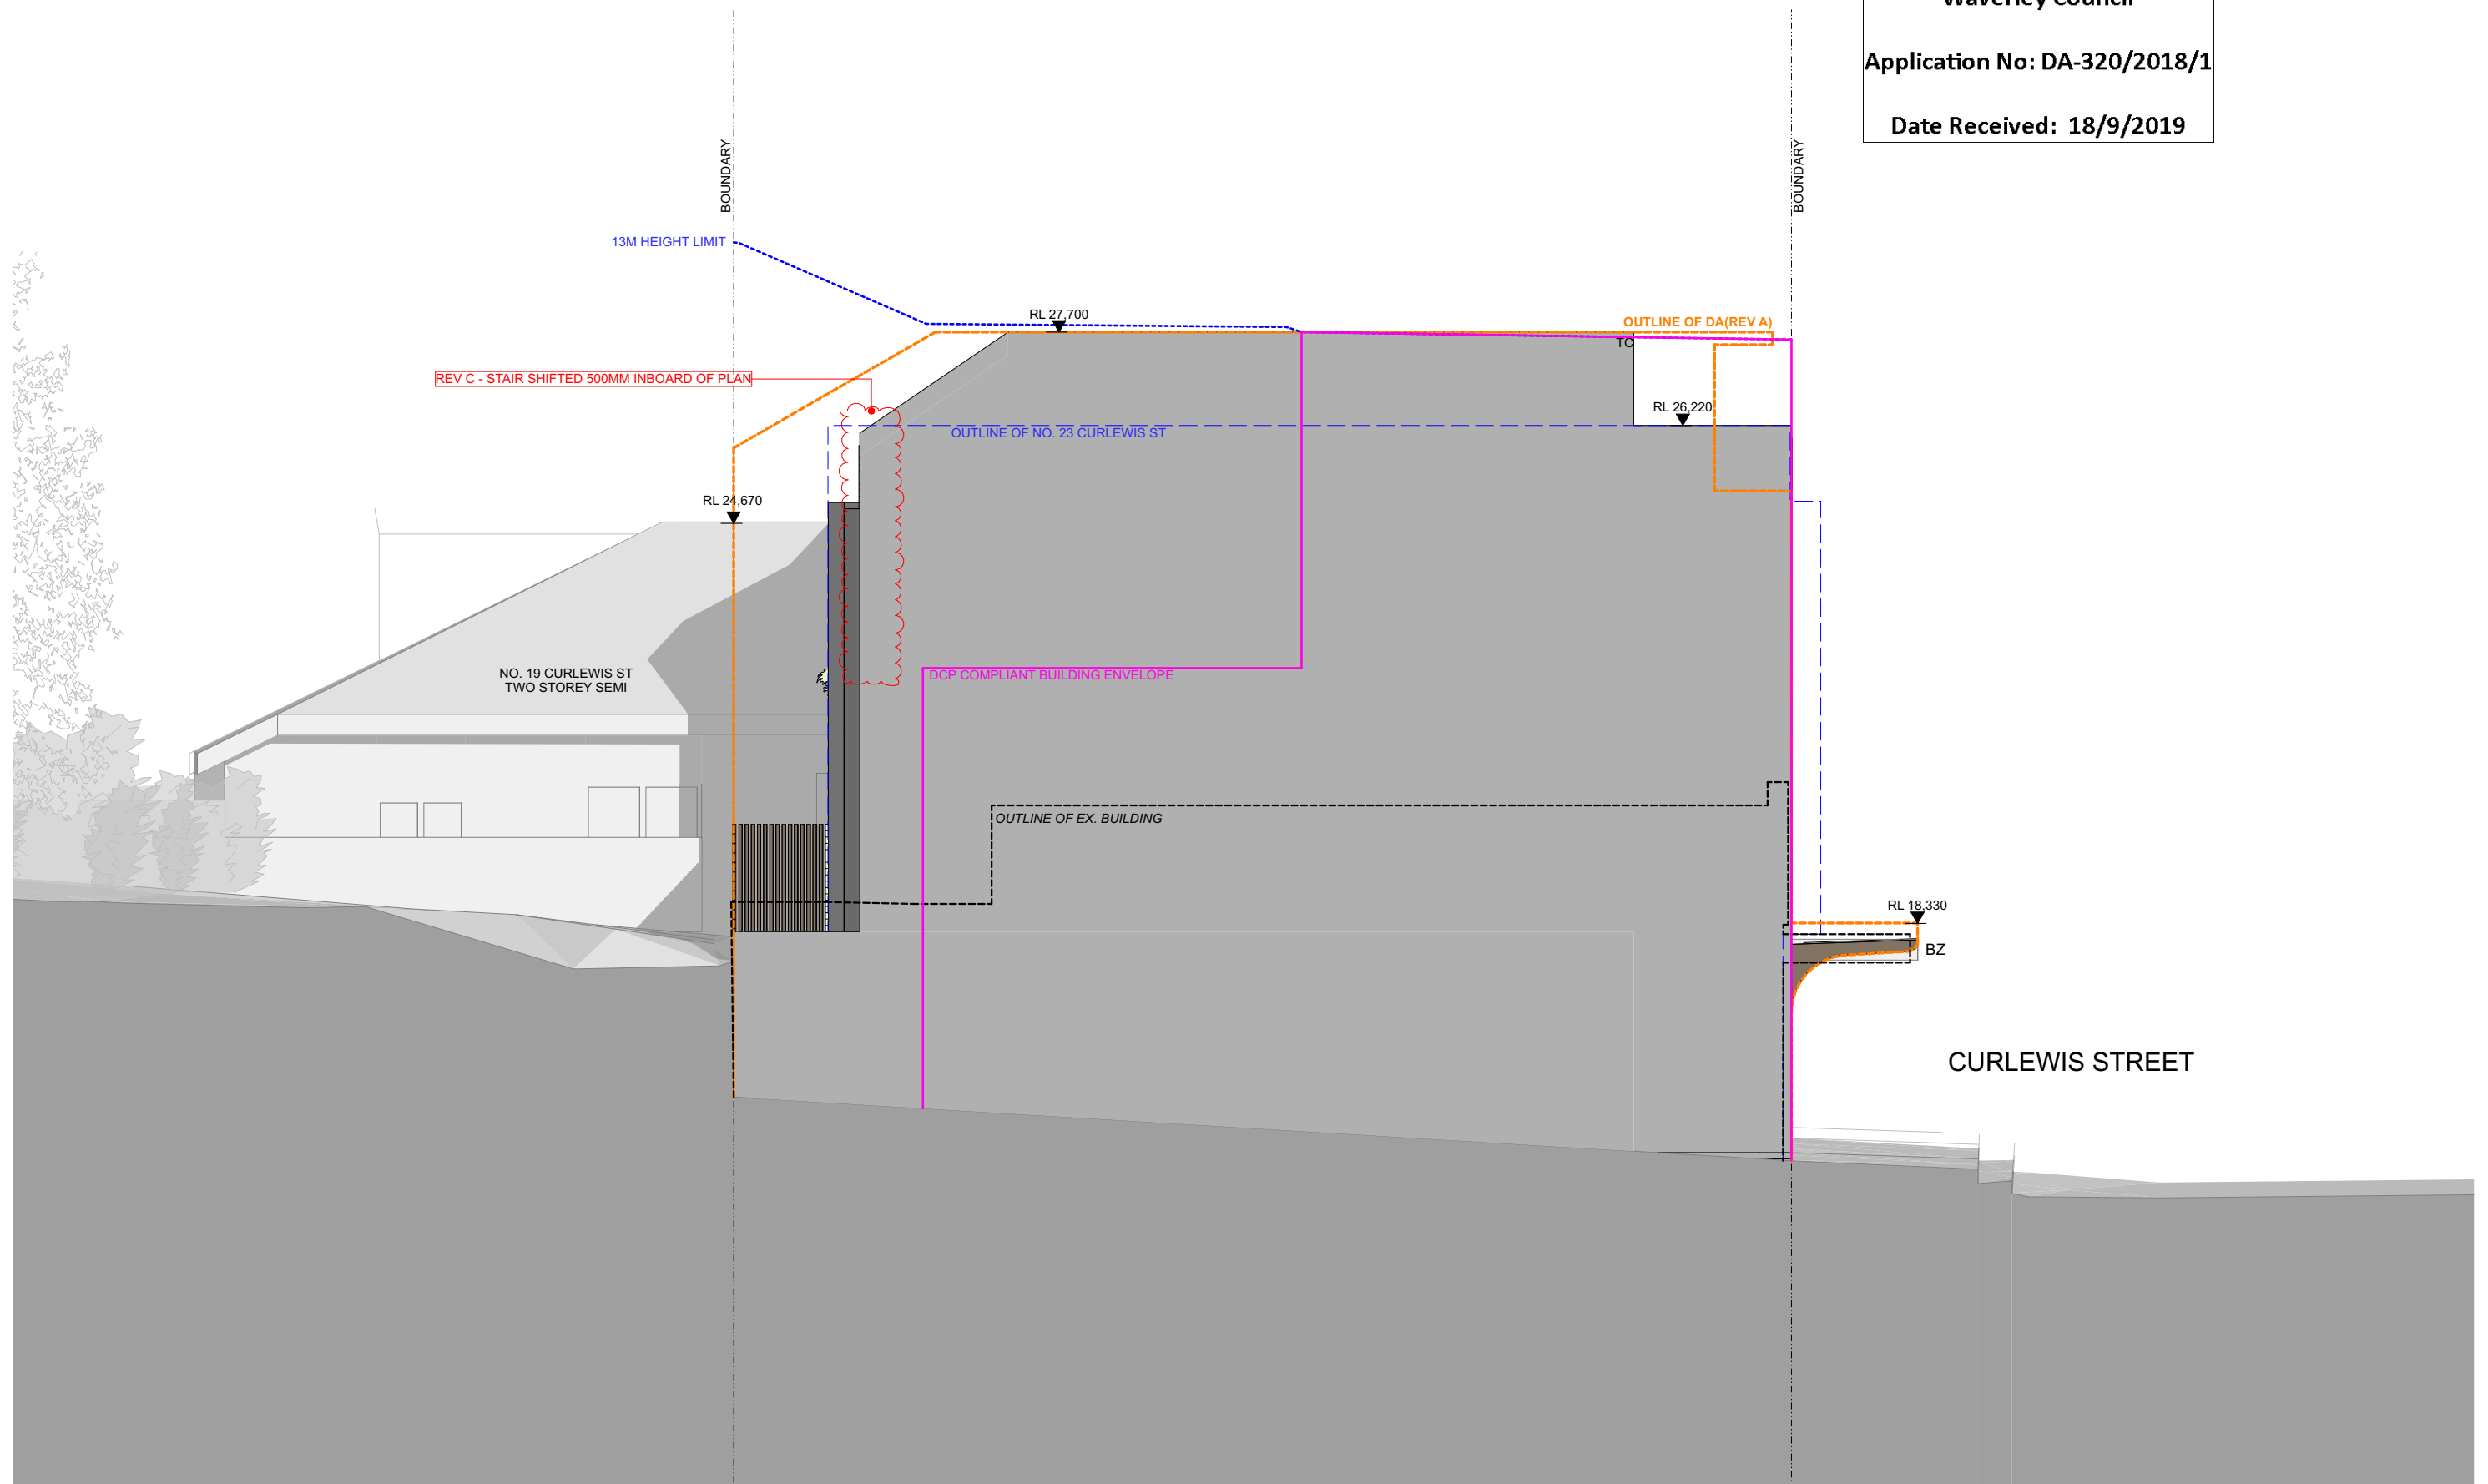 Waverley Council
Application No: DA-320/2018/1
Date Received: 18/9/2019
BOUNDARY
BOUNDARY
13M HEIGHT LIMIT
RL 27,700
OUTLINE OF DA(REV A)
TC
REV C - STAIR SHIFTED 500MM INBOARD OF PLAN
RL 26,220
OUTLINE OF NO. 23 CURLEWIS ST
RL 24,670
NO. 19 CURLEWIS ST
TWO STOREY SEMI
DCP COMPLIANT BUILDING ENVELOPE
OUTLINE OF EX. BUILDING
RL 18,330
BZ
CURLEWIS STREET